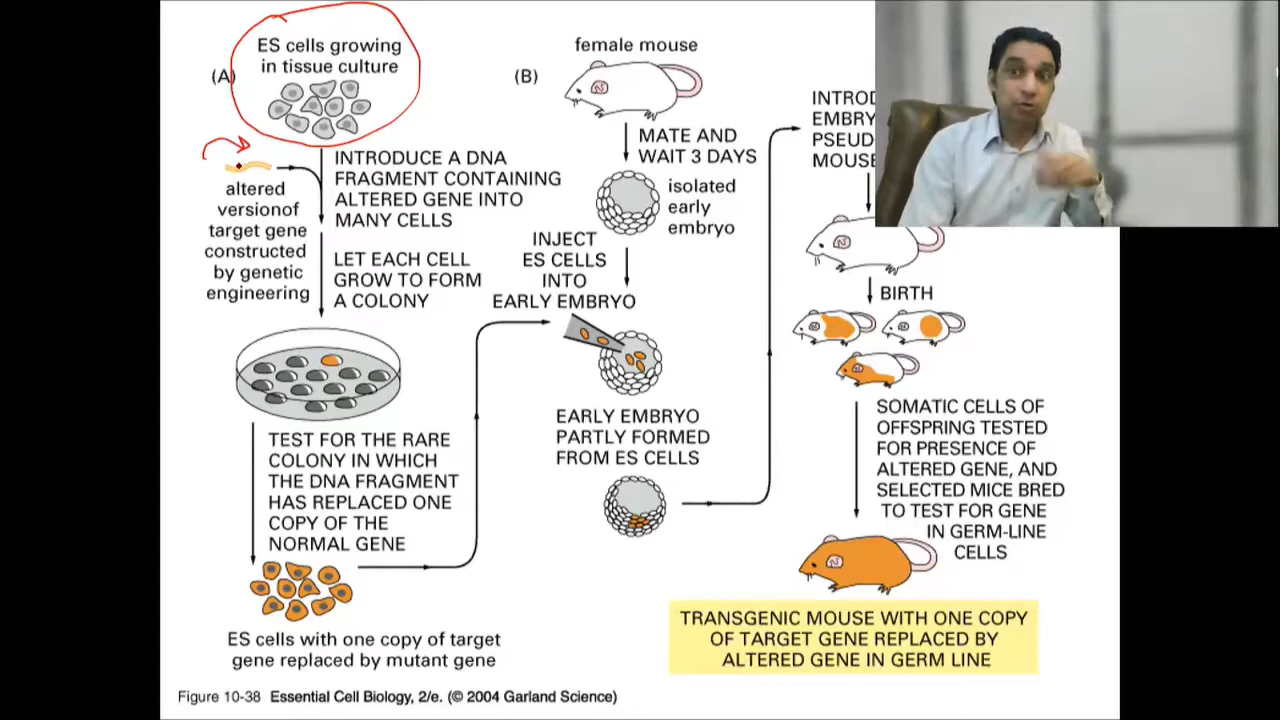 ES cells growing
in tissue culture
(A)
INTRODUCE A DNA
FRAGMENT CONTAINING
ALTERED GENE INTO
MANY CELLS
altered
versionof
target gene
constructed
by genetic
engineering
LET EACH CELL
GROW TO FORM
A COLONY
TEST FOR THE RARE
COLONY IN WHICH
THE DNA FRAGMENT
HAS REPLACED ONE
COPY OF THE
NORMAL GENE
ES cells with one copy of target
gene replaced by mutant gene
(B)
female mouse
MATE AND
WAIT 3 DAYS
isolated
early
embryo
INJECT
ES CELLS
INTO
EARLY EMBRYO
EARLY EMBRYO
PARTLY FORMED
FROM ES CELLS
MOUSE
BIRTH
SOMATIC CELLS OF
OFFSPRING TESTED
FOR PRESENCE OF
ALTERED GENE, AND
SELECTED MICE BRED
TO TEST FOR GENE
IN GERM-LINE
CELLS
TRANSGENIC MOUSE WITH ONE COPY
OF TARGET GENE REPLACED BY
ALTERED GENE IN GERM LINE
Figure 10-38 Essential Cell Biology, 2/e. (© 2004 Garland Science)